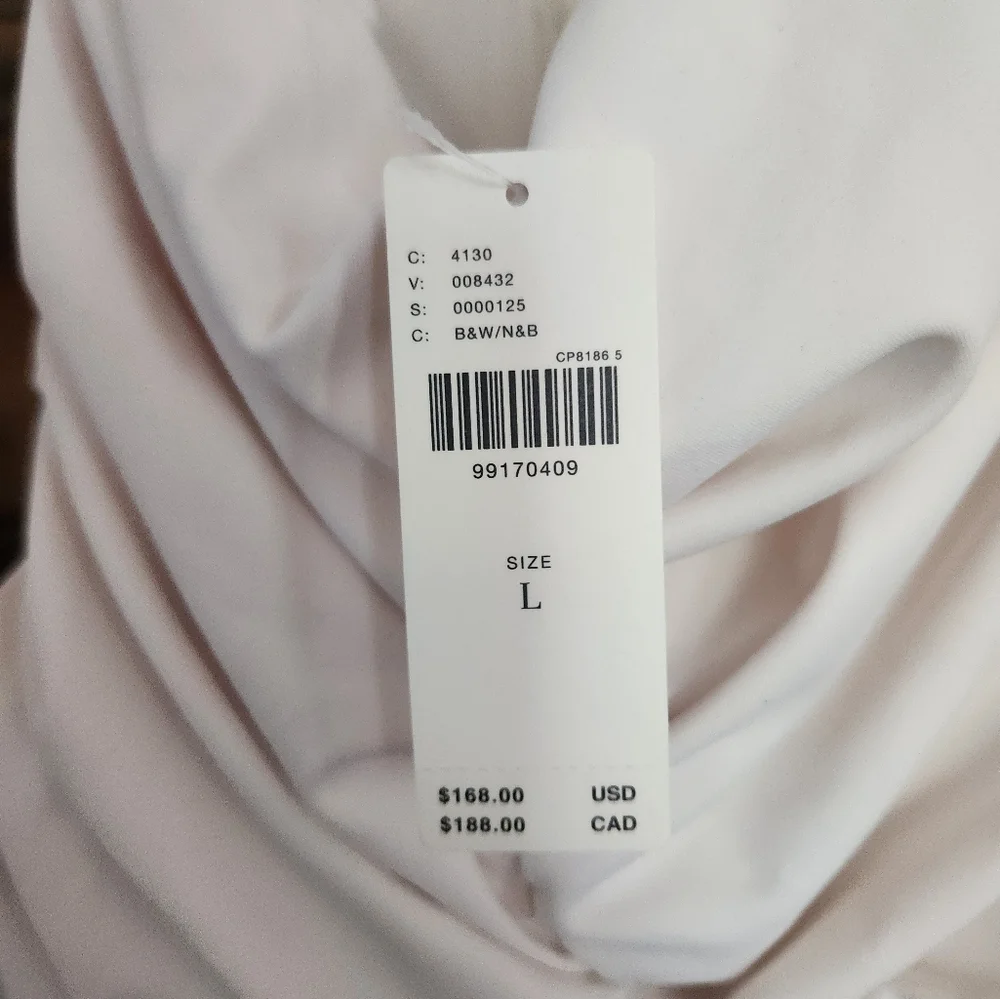 C: 4130
V: 008432
S: 0000125
C: B&W/N&B
CP8186 5
99170409
SIZE
L
$168.00 USD
$188.00 CAD